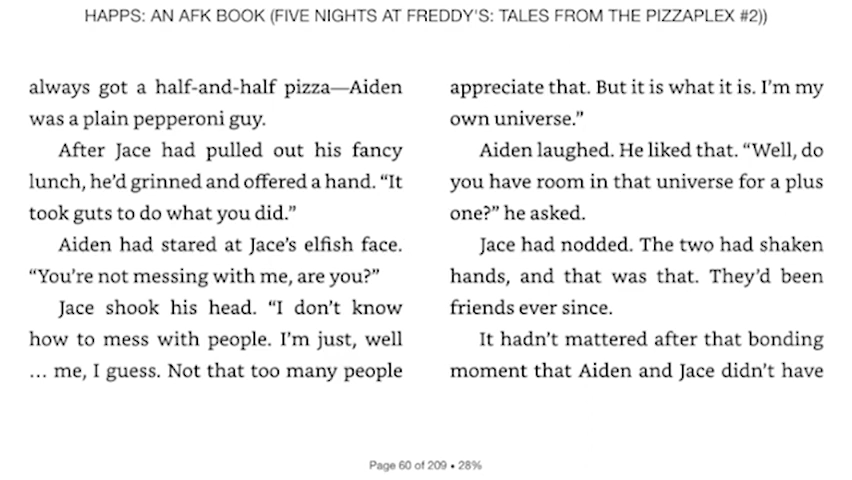 HAPPS: AN AFK BOOK (FIVE NIGHTS AT FREDDY'S: TALES FROM THE PIZZAPLEX #2))
always got a half-and-half pizza—Aiden
was a plain pepperoni guy.
After Jace had pulled out his fancy
lunch, he’d grinned and offered a hand. “It
took guts to do what you did.”
Aiden had stared at Jace’s elfish face.
“You’re not messing with me, are you?”
Jace shook his head. “I don’t know
how to mess with people. I’m just, well
… me, I guess. Not that too many people
appreciate that. But it is what it is. I’m my
own universe.”
Aiden laughed. He liked that. “Well, do
you have room in that universe for a plus
one?” he asked.
Jace had nodded. The two had shaken
hands, and that was that. They’d been
friends ever since.
It hadn’t mattered after that bonding
moment that Aiden and Jace didn’t have
Page 60 of 209 • 28%